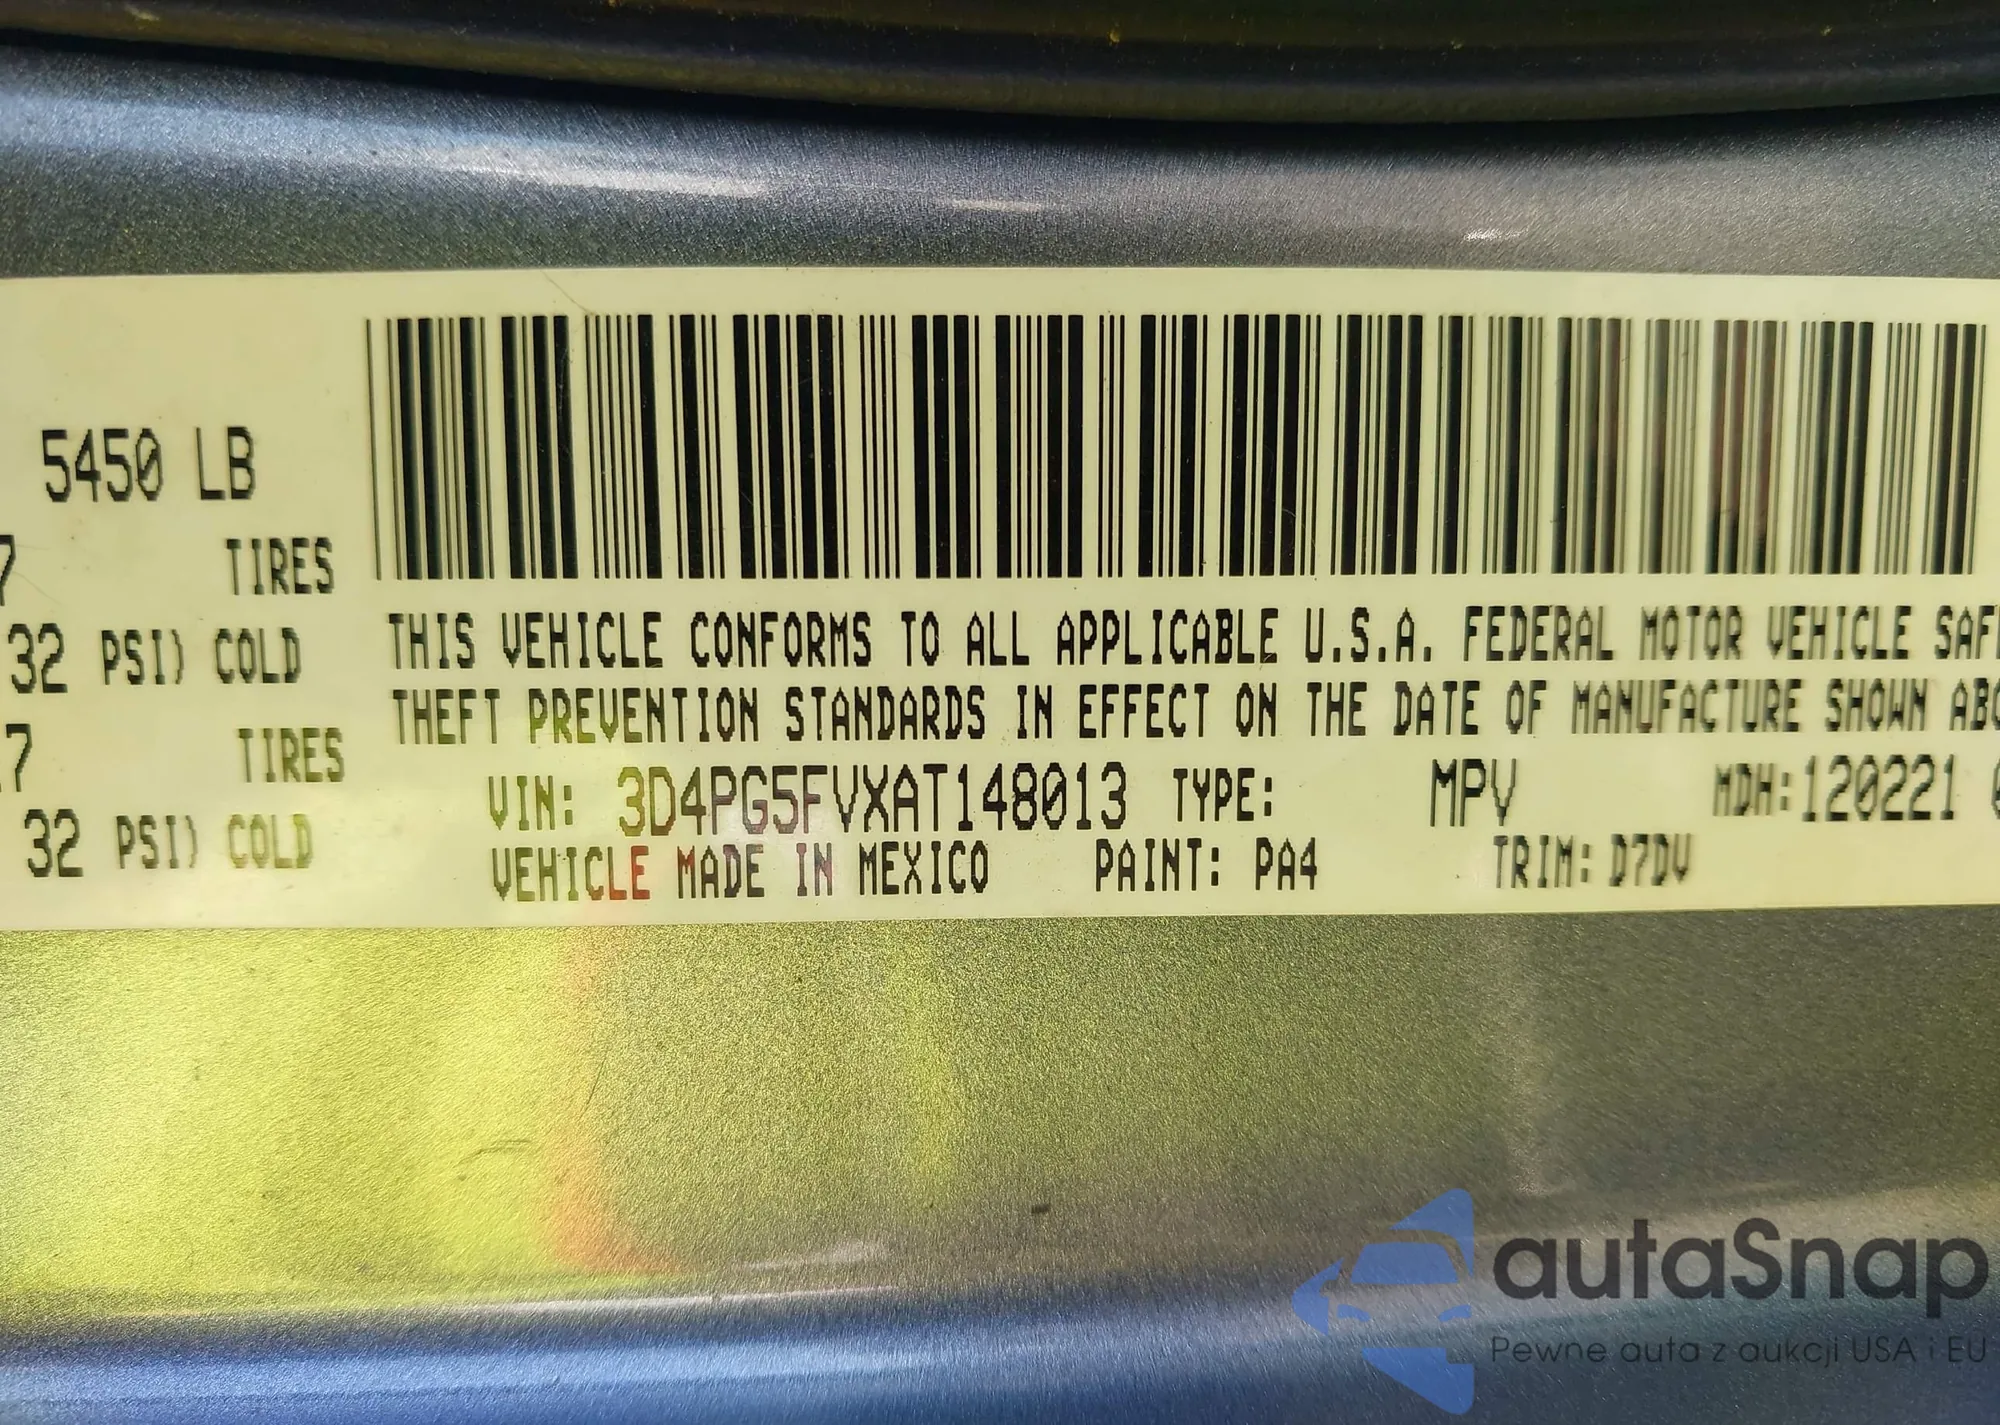 5450 LB
7 TIRES
32 PSI) COLD
.7 TIRES
32 PSI) COLD
THIS VEHICLE CONFORMS TO ALL APPLICABLE U.S.A. FEDERAL MOTOR VEHICLE
THEFT PREVENTION STANDARDS IN EFFECT ON THE DATE OF MANUFACTURE SHOWN
VIN: 3D4PG5FVXAT148013 TYPE: MPV MDH:120221
VEHICLE MADE IN MEXICO PAINT: PA4 TRIM: D7DV
autaSnap
Pewne auta z aukcji USA i EU